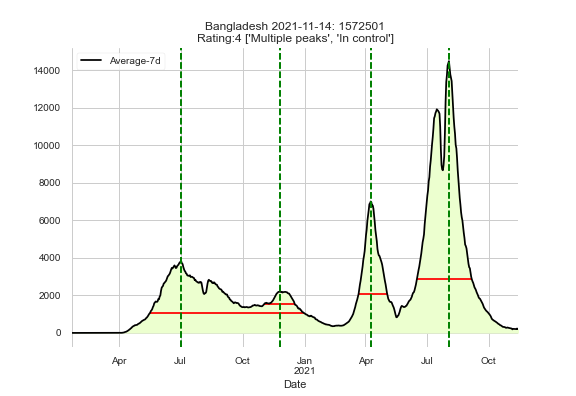 Bangladesh 2021-11-14: 1572501
Rating:4 ['Multiple peaks', 'In control']
Average-7d
14000
12000
10000
8000
6000
4000
2000
0
Apr Jul Oct Jan Apr Jul Oct
2021
Date